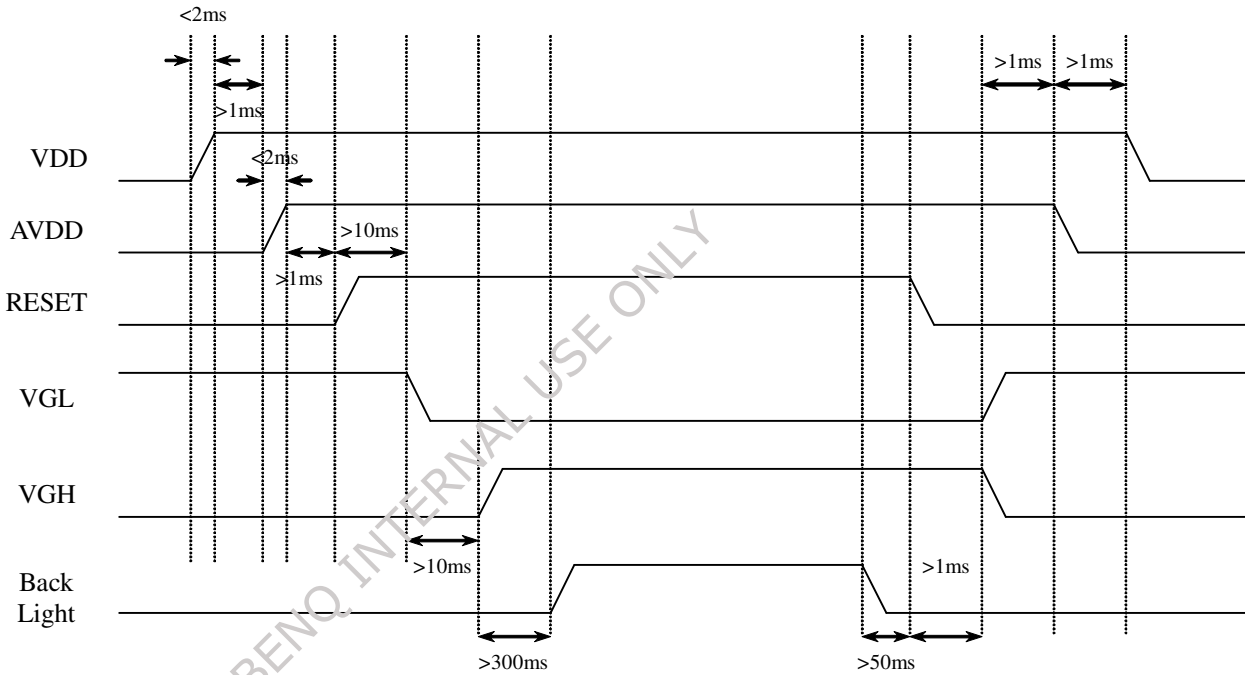 <2ms
>1ms >1ms
>1ms
VDD
<2ms
AVDD
>10ms
>1ms
RESET
VGL
VGH
>10ms
>1ms
Back
Light
>300ms
>50ms
BENQ INTERNAL USE ONLY